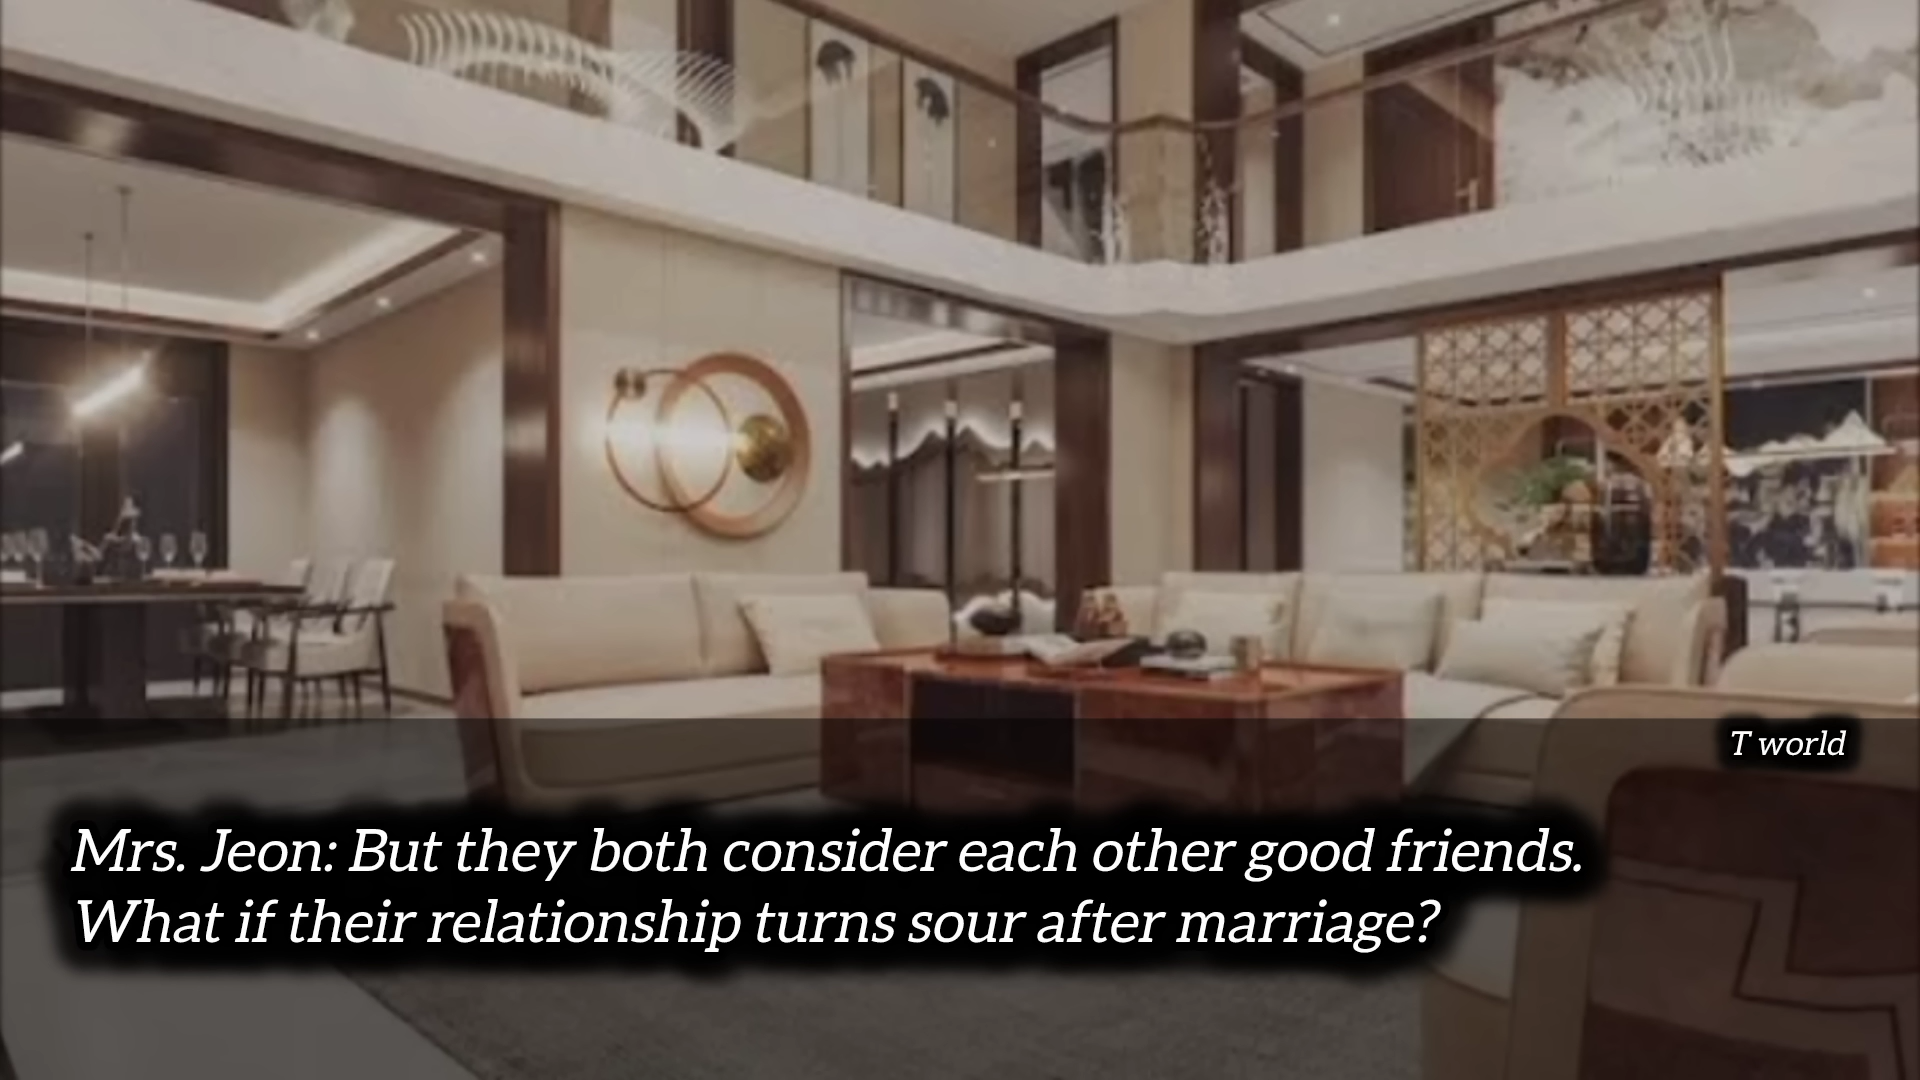 T world
Mrs. Jeon: But they both consider each other good friends.
What if their relationship turns sour after marriage?